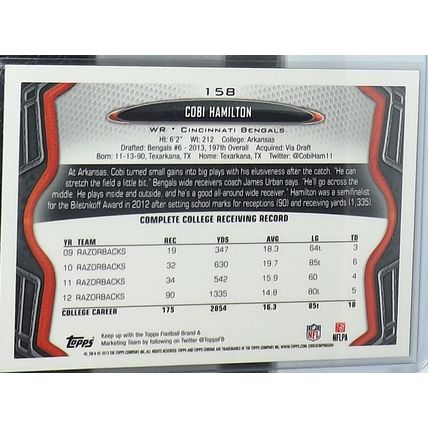 158
COBI HAMILTON
WR • CINCINNATI BENGALS
Ht: 6'2" Wt: 212 College: Arkansas
Drafted: Bengals #6 - 2013, 197th Overall Acquired: Via Draft
Born: 11-13-90, Texarkana, TX Home: Texarkana, TX Twitter: @CobiHam11
At Arkansas, Cobi turned small gains into big plays with his elusiveness after the catch. "He can
stretch the field a little bit," Bengals wide receivers coach James Urban says. "He'll go across the
middle. He plays inside and outside, and he's a good all-around wide receiver." Hamilton was a semifinalist
for the Biletnikoff Award in 2012 after setting school marks for receptions (90) and receiving yards (1,335).
COMPLETE COLLEGE RECEIVING RECORD
YR TEAM REC YDS AVG LG TD
09 RAZORBACKS 19 347 18.3 64t 3
10 RAZORBACKS 32 630 19.7 85t 6
11 RAZORBACKS 34 542 15.9 60 4
12 RAZORBACKS 90 1335 14.8 80t 5
COLLEGE CAREER 175 2854 16.3 85t 18
Topps
Keep up with the Topps Football Brand &
Marketing Team by following on Twitter @ToppsFB
NFL
NFLPA